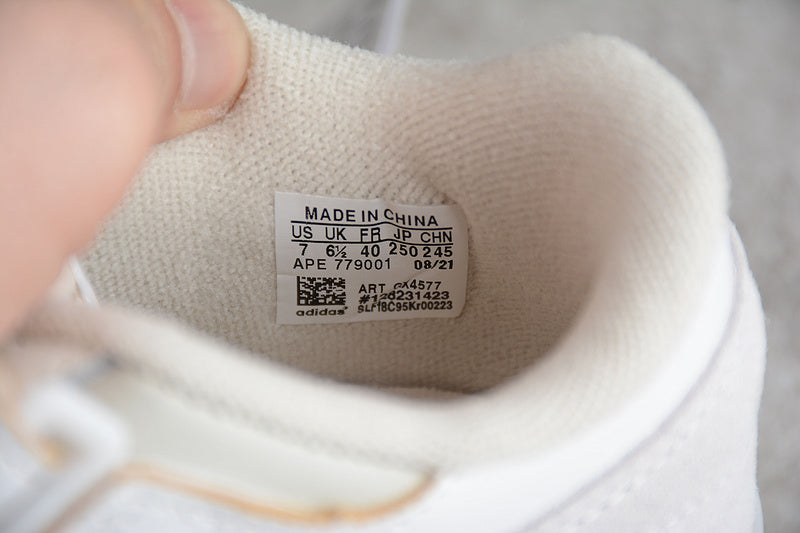 MADE IN CHINA
US UK FR JP CHN
7 6½ 40 250 245
APE 779001 08/21
ART GX4577
#126231423
adidas